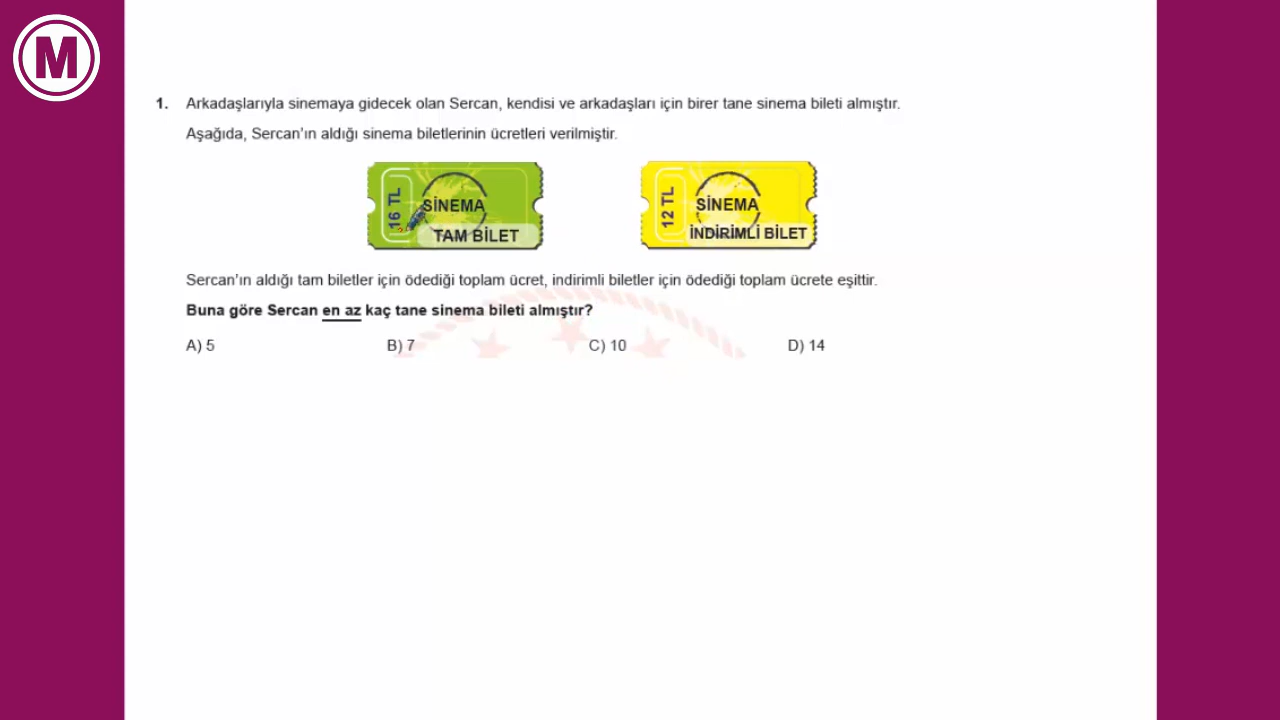 M
1. Arkadaşlarıyla sinemaya gidecek olan Sercan, kendisi ve arkadaşları için birer tane sinema bileti almıştır.
Aşağıda, Sercan'ın aldığı sinema biletlerinin ücretleri verilmiştir.
16 TL
SİNEMA
TAM BİLET
12 TL
SİNEMA
İNDİRİMLİ BİLET
Sercan'ın aldığı tam biletler için ödediği toplam ücret, indirimli biletler için ödediği toplam ücrete eşittir.
Buna göre Sercan en az kaç tane sinema bileti almıştır?
A) 5 B) 7 C) 10 D) 14